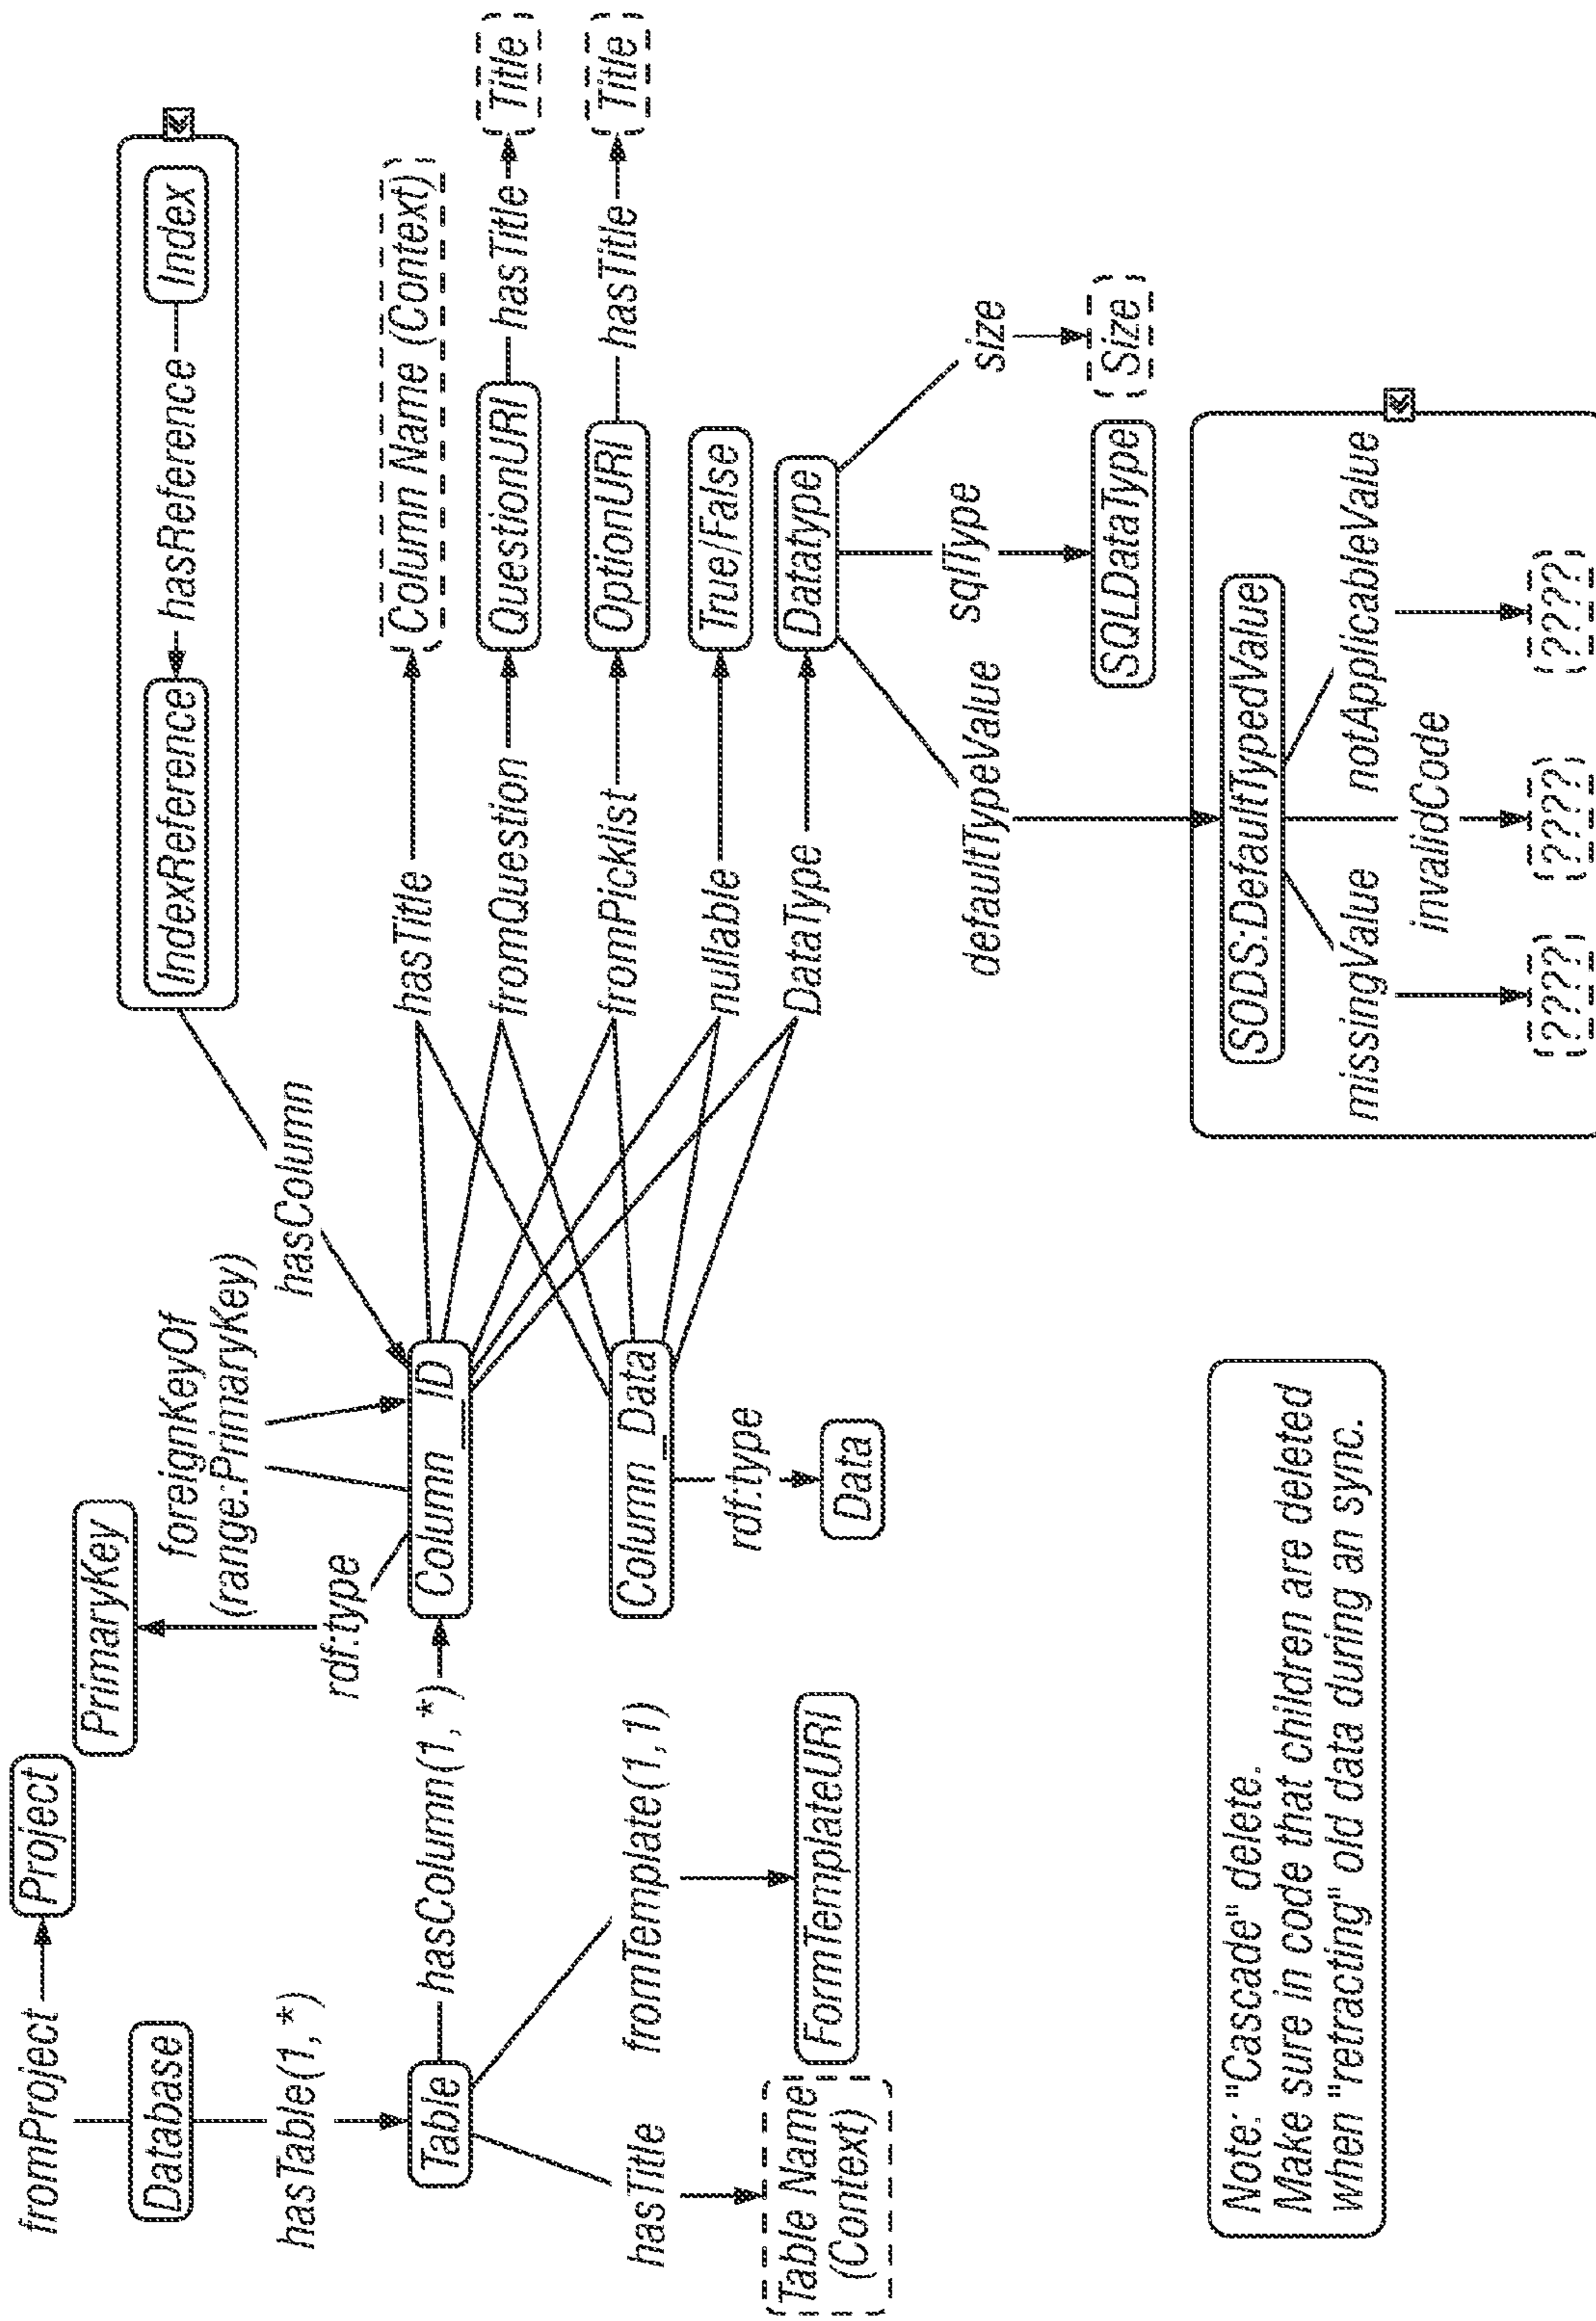 fromProject
Project
Database
hasTable(1,*)
Table
hasTitle
Table Name
(Context)
fromTemplate(1,1)
FormTemplateURI
hasColumn(1,*)
PrimaryKey
rdf:type
foreignKeyOf
(range:PrimaryKey)
Column__ID
Column_Data
rdf:type
Data
hasColumn
IndexReference
hasReference
Index
hasTitle
Column Name (Context)
fromQuestion
QuestionURI
hasTitle
Title
fromPicklist
OptionURI
hasTitle
Title
nullable
True/False
DataType
Datatype
defaultTypeValue
sqlType
size
SQLDataType
Size
SODS:DefaultTypedValue
missingValue
invalidCode
notApplicableValue
????
????
????
Note: "Cascade" delete.
Make sure in code that children are deleted
when "retracting" old data during an sync.